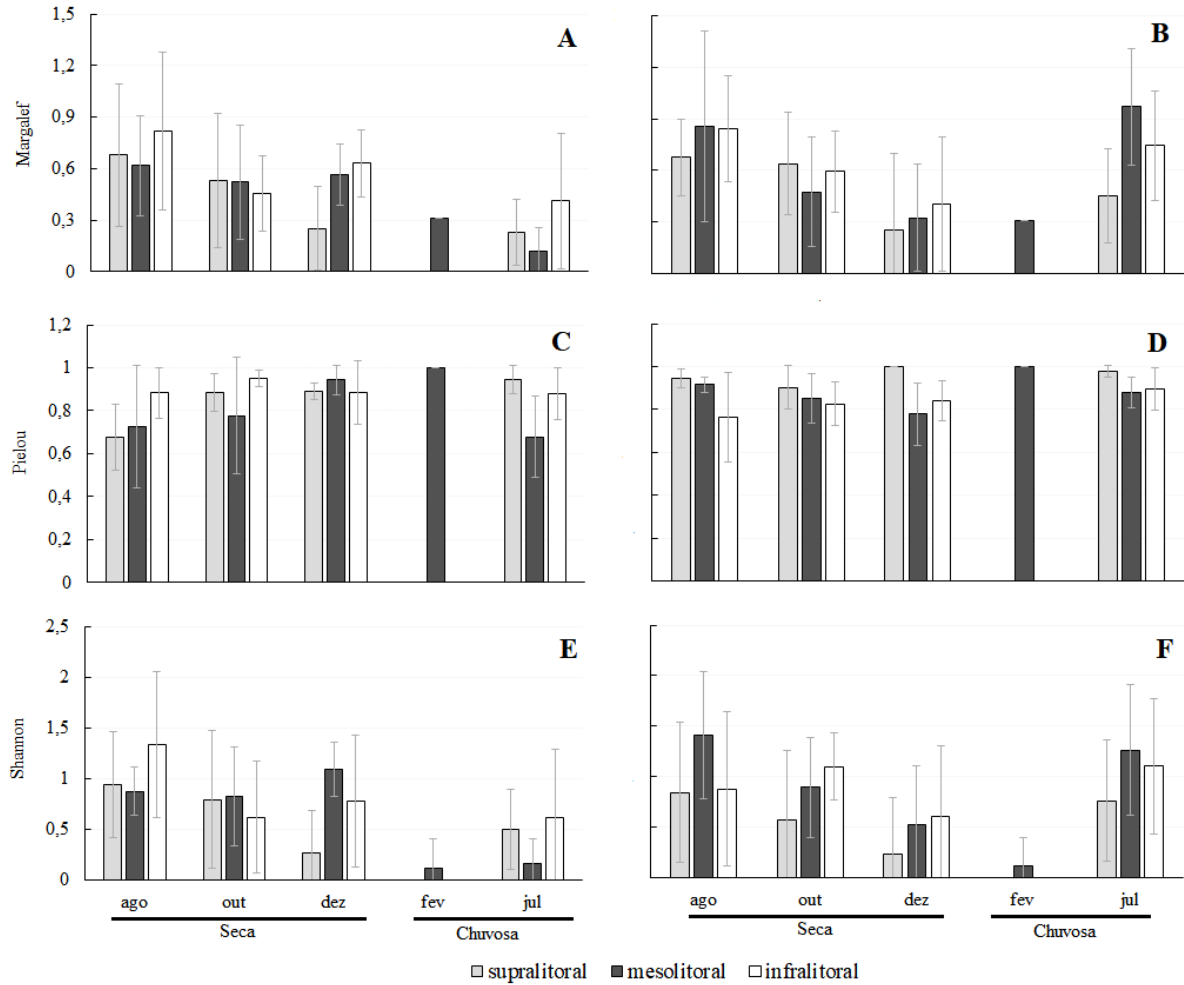 A
B
1,5
1,2
0,9
0,6
0,3
0
Margalef
C
D
1,2
1
0,8
0,6
0,4
0,2
0
Pielou
E
F
2,5
2
1,5
1
0,5
0
Shannon
ago out dez fev jul
Seca Chuvosa
ago out dez fev jul
Seca Chuvosa
supralitoral mesolitoral infralitoral